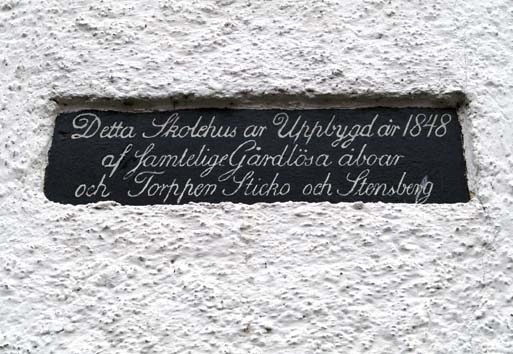 Detta Skolehus är Uppbygd år 1848
af Samtelige Gårdlösa åboar
och Torppen Sticko och Stensberg